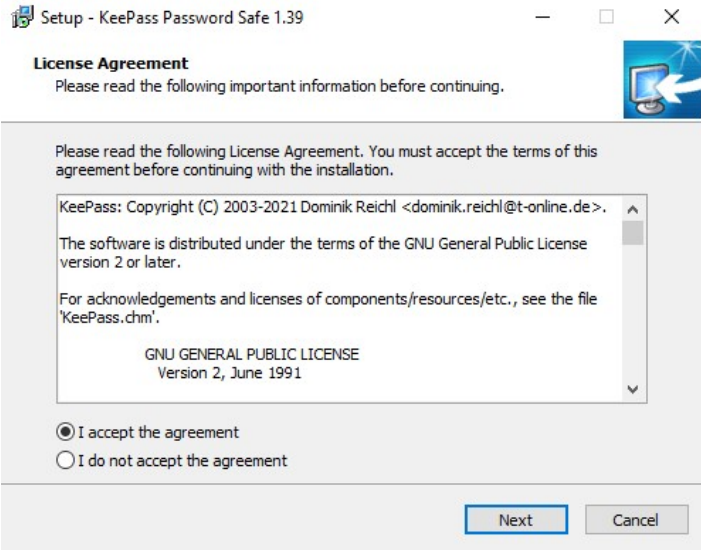 Setup - KeePass Password Safe 1.39
License Agreement
Please read the following important information before continuing.
Please read the following License Agreement. You must accept the terms of this
agreement before continuing with the installation.
KeePass: Copyright (C) 2003-2021 Dominik Reichl <dominik.reichl@t-online.de>.
The software is distributed under the terms of the GNU General Public License
version 2 or later.
For acknowledgements and licenses of components/resources/etc., see the file
'KeePass.chm'.
GNU GENERAL PUBLIC LICENSE
Version 2, June 1991
I accept the agreement
I do not accept the agreement
Next Cancel